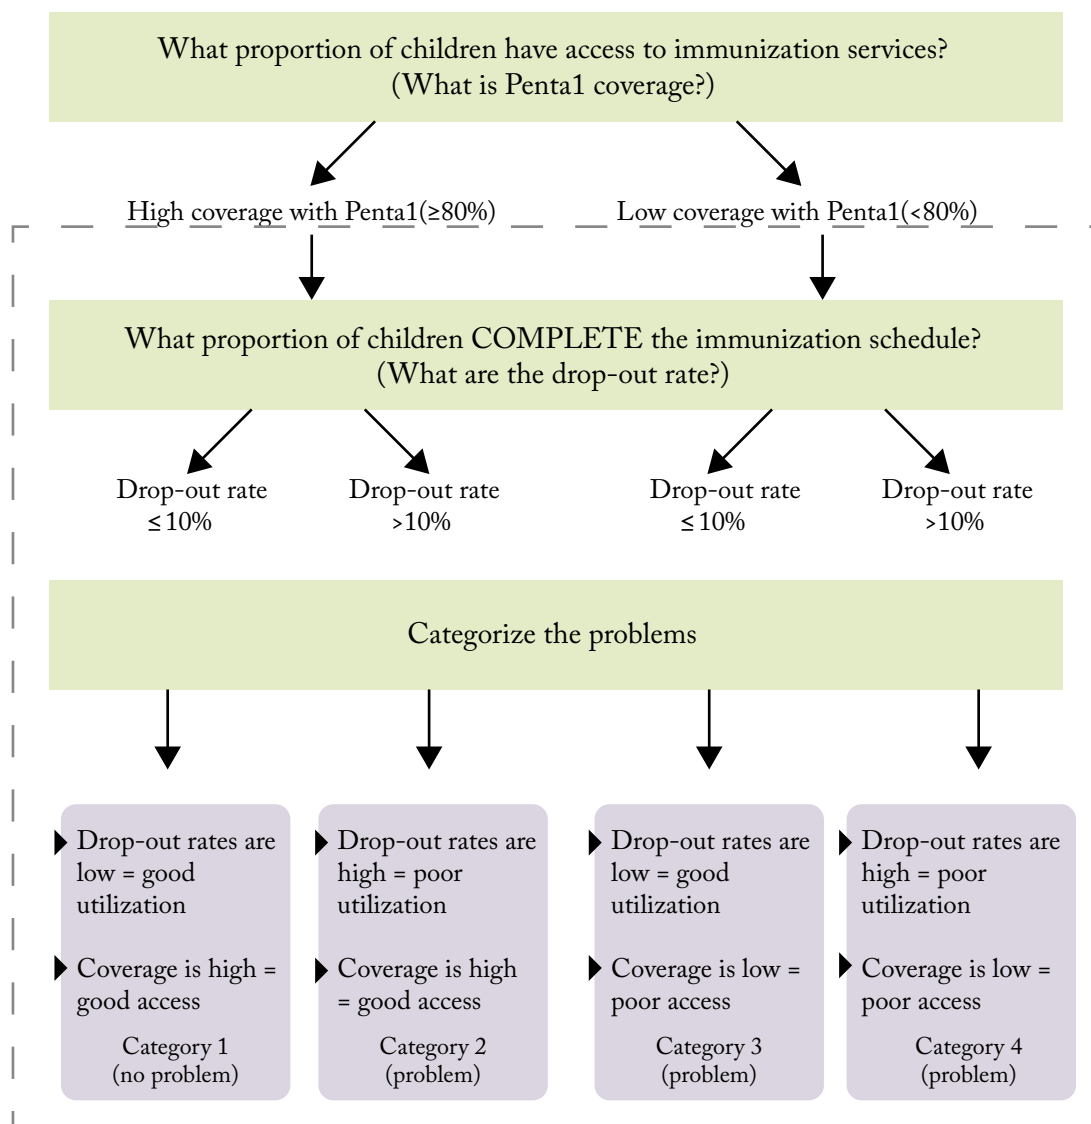 What proportion of children have access to immunization services?
(What is Penta1 coverage?)
High coverage with Penta1(≥80%)
Low coverage with Penta1(<80%)
What proportion of children COMPLETE the immunization schedule?
(What are the drop-out rate?)
Drop-out rate
≤ 10%
Drop-out rate
>10%
Drop-out rate
≤ 10%
Drop-out rate
>10%
Categorize the problems
Drop-out rates are
low = good
utilization
Coverage is high =
good access
Category 1
(no problem)
Drop-out rates are
high = poor
utilization
Coverage is high
= good access
Category 2
(problem)
Drop-out rates are
low = good
utilization
Coverage is low =
poor access
Category 3
(problem)
Drop-out rates are
high = poor
utilization
Coverage is low =
poor access
Category 4
(problem)